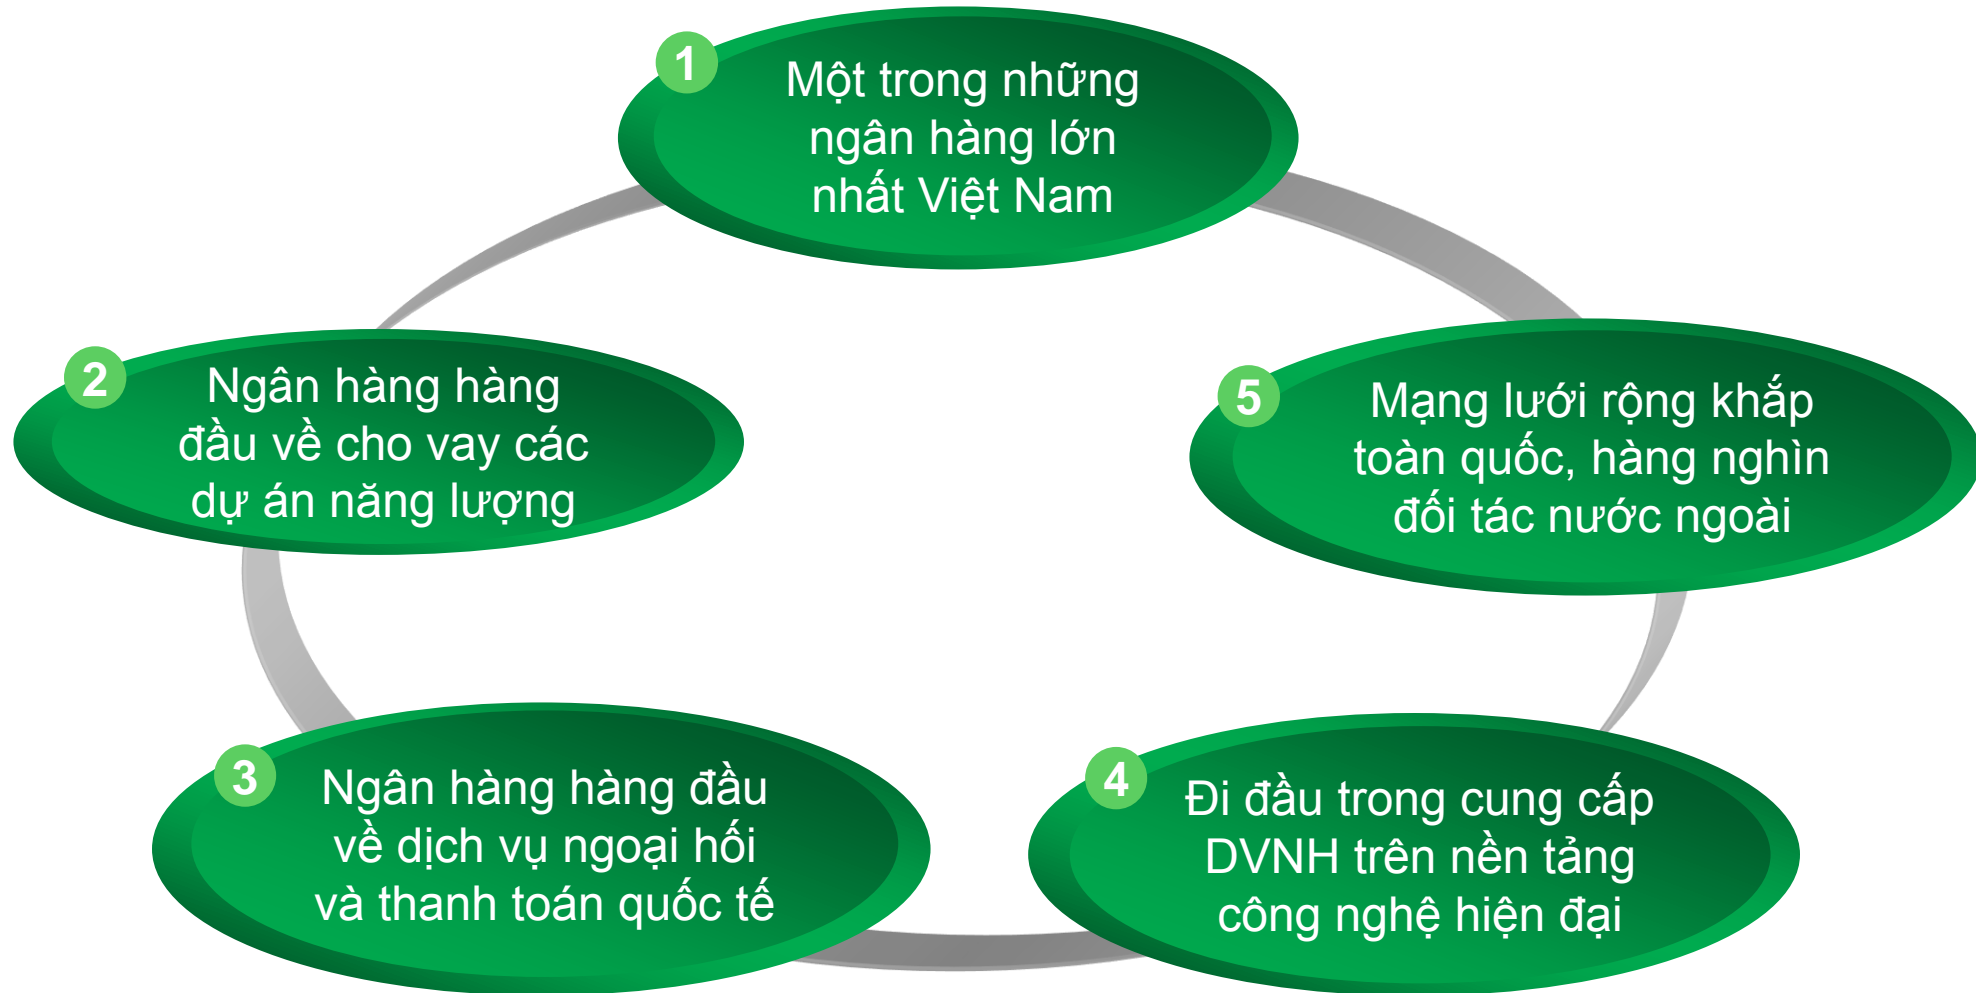 1
Một trong những
ngân hàng lớn
nhất Việt Nam
2
Ngân hàng hàng
đầu về cho vay các
dự án năng lượng
3
Ngân hàng hàng đầu
về dịch vụ ngoại hối
và thanh toán quốc tế
4
Đi đầu trong cung cấp
DVNH trên nền tảng
công nghệ hiện đại
5
Mạng lưới rộng khắp
toàn quốc, hàng nghìn
đối tác nước ngoài